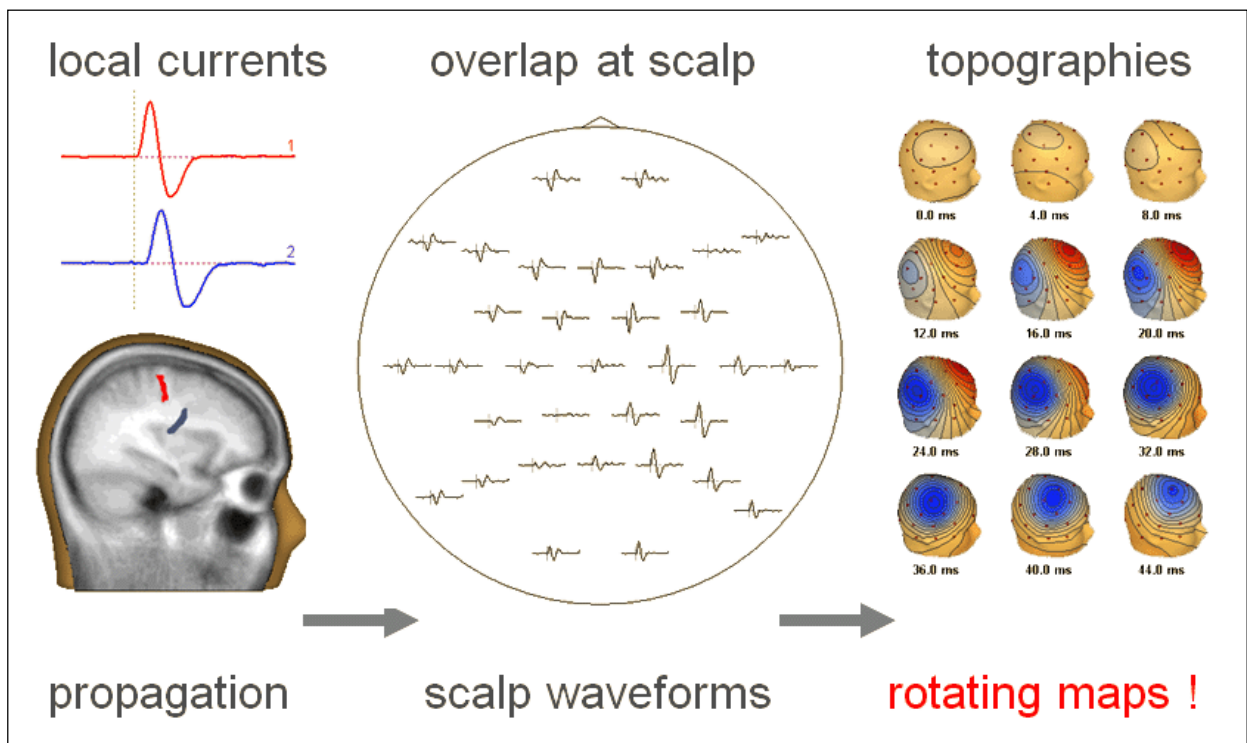 local currents
overlap at scalp
topographies
1
2
0.0 ms 4.0 ms 8.0 ms
12.0 ms 16.0 ms 20.0 ms
24.0 ms 28.0 ms 32.0 ms
36.0 ms 40.0 ms 44.0 ms
propagation
scalp waveforms
rotating maps !